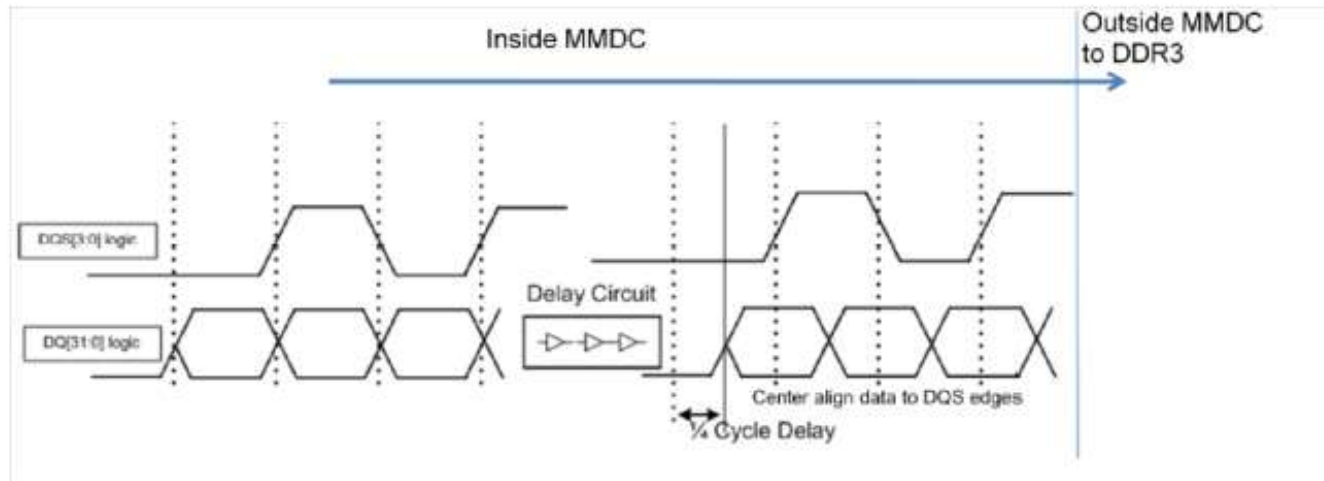 Inside MMDC
Outside MMDC
to DDR3
DQS[3:0] logic
Delay Circuit
DQ[31:0] logic
Center align data to DQS edges
¼ Cycle Delay